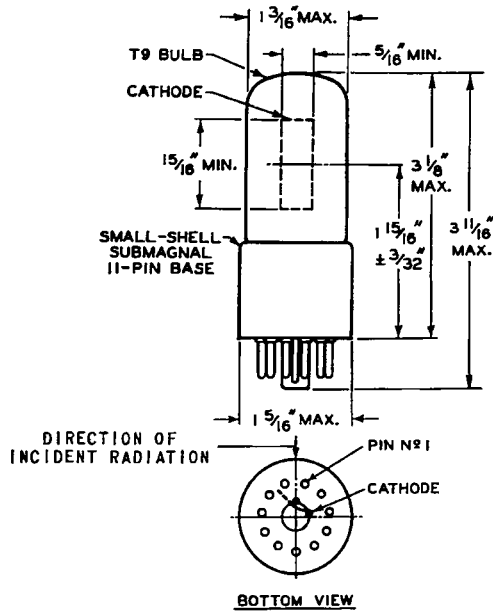 1 3/16" MAX.
T9 BULB
5/16" MIN.
CATHODE
15/16" MIN.
3 1/8"
MAX.
1 15/16"
± 3/32"
3 11/16"
MAX.
SMALL-SHELL
SUBMAGNAL
11-PIN BASE
1 5/16" MAX.
DIRECTION OF
INCIDENT RADIATION
PIN Nº1
CATHODE
BOTTOM VIEW